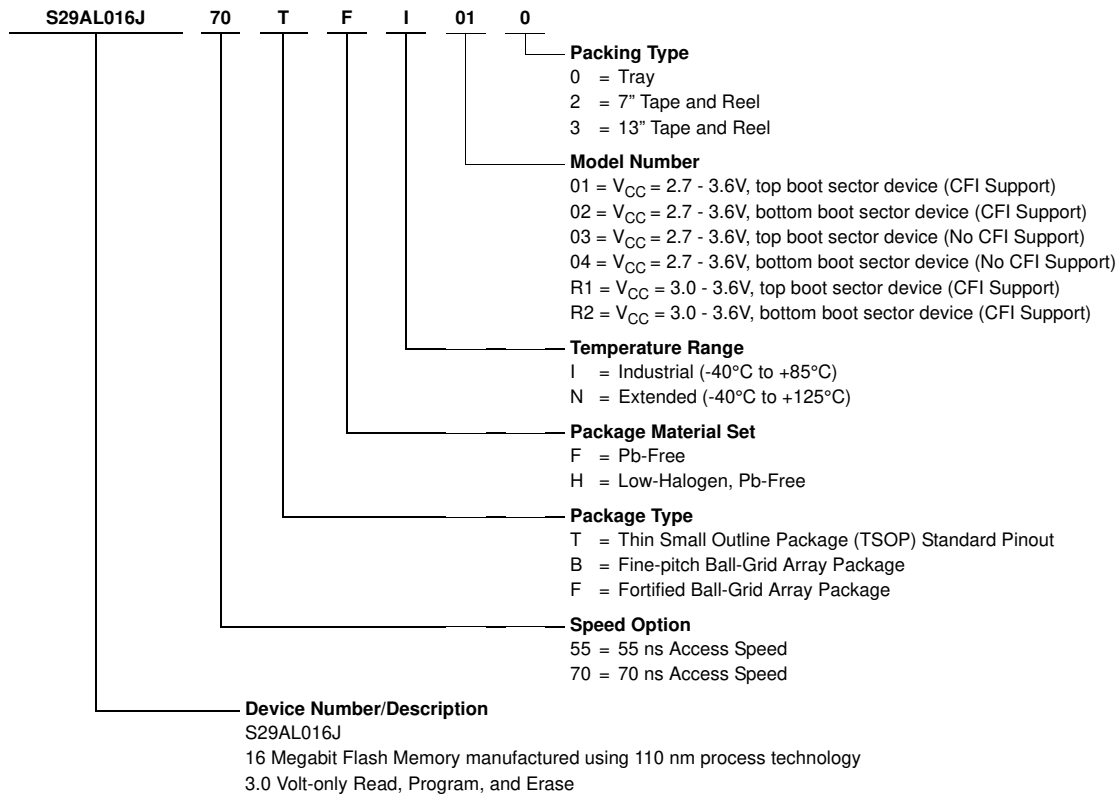 S29AL016J 70 T F I 01 0
Packing Type
0 = Tray
2 = 7” Tape and Reel
3 = 13” Tape and Reel
Model Number
01 = VCC = 2.7 - 3.6V, top boot sector device (CFI Support)
02 = VCC = 2.7 - 3.6V, bottom boot sector device (CFI Support)
03 = VCC = 2.7 - 3.6V, top boot sector device (No CFI Support)
04 = VCC = 2.7 - 3.6V, bottom boot sector device (No CFI Support)
R1 = VCC = 3.0 - 3.6V, top boot sector device (CFI Support)
R2 = VCC = 3.0 - 3.6V, bottom boot sector device (CFI Support)
Temperature Range
I = Industrial (-40°C to +85°C)
N = Extended (-40°C to +125°C)
Package Material Set
F = Pb-Free
H = Low-Halogen, Pb-Free
Package Type
T = Thin Small Outline Package (TSOP) Standard Pinout
B = Fine-pitch Ball-Grid Array Package
F = Fortified Ball-Grid Array Package
Speed Option
55 = 55 ns Access Speed
70 = 70 ns Access Speed
Device Number/Description
S29AL016J
16 Megabit Flash Memory manufactured using 110 nm process technology
3.0 Volt-only Read, Program, and Erase